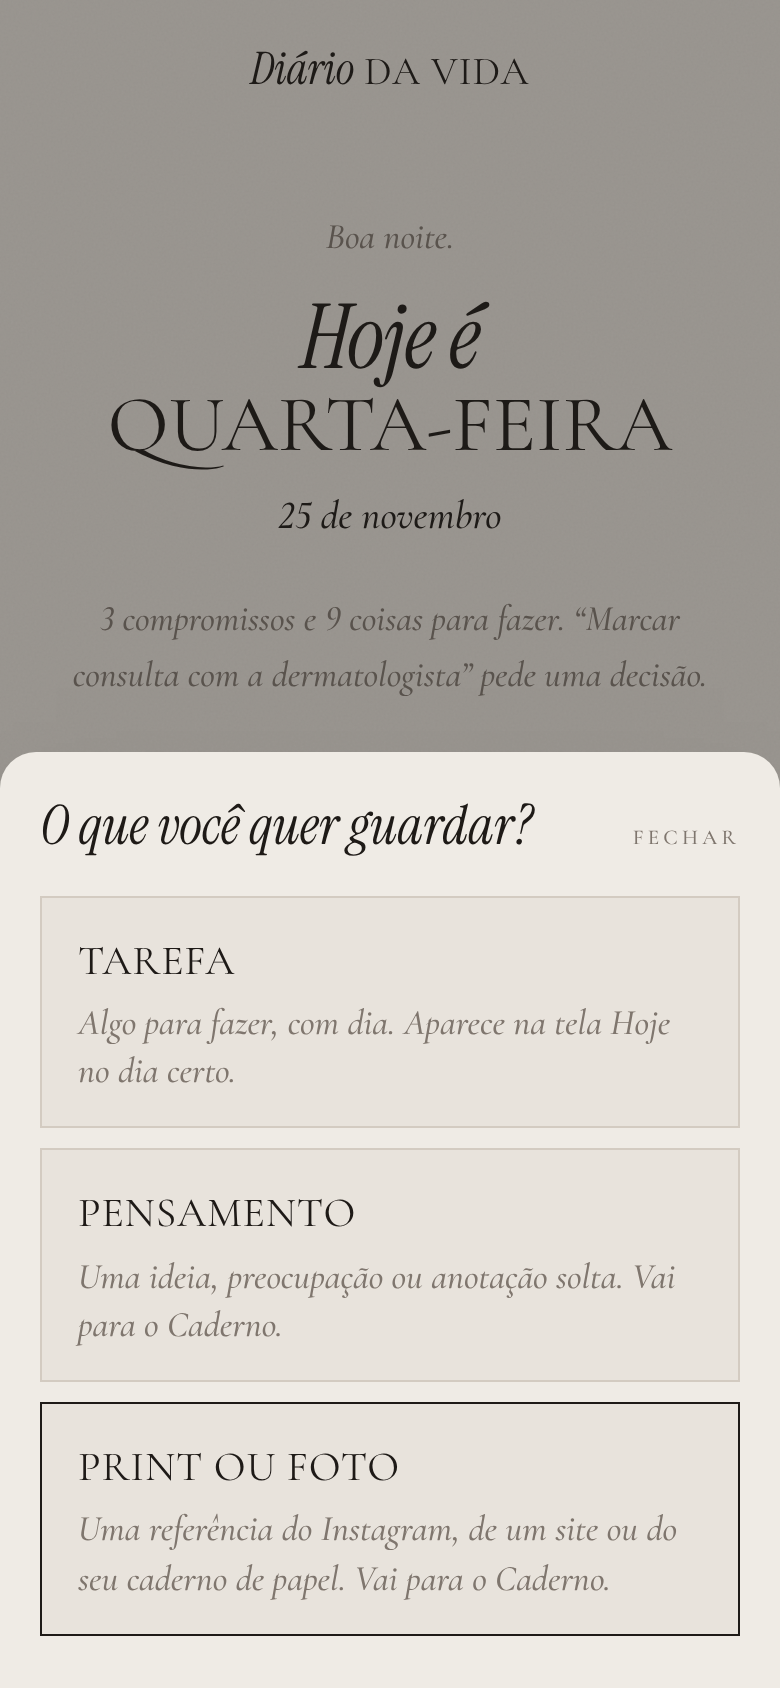 Diário DA VIDA
Boa noite.
Hoje é
QUARTA-FEIRA
25 de novembro
3 compromissos e 9 coisas para fazer. “Marcar
consulta com a dermatologista” pede uma decisão.
O que você quer guardar?
FECHAR
TAREFA
Algo para fazer, com dia. Aparece na tela Hoje
no dia certo.
PENSAMENTO
Uma ideia, preocupação ou anotação solta. Vai
para o Caderno.
PRINT OU FOTO
Uma referência do Instagram, de um site ou do
seu caderno de papel. Vai para o Caderno.